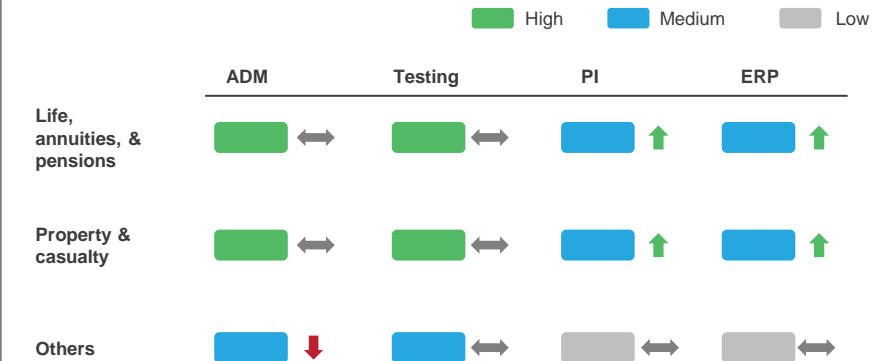 High Medium Low
ADM Testing PI ERP
Life,
annuities, &
pensions
Property &
casualty
Others